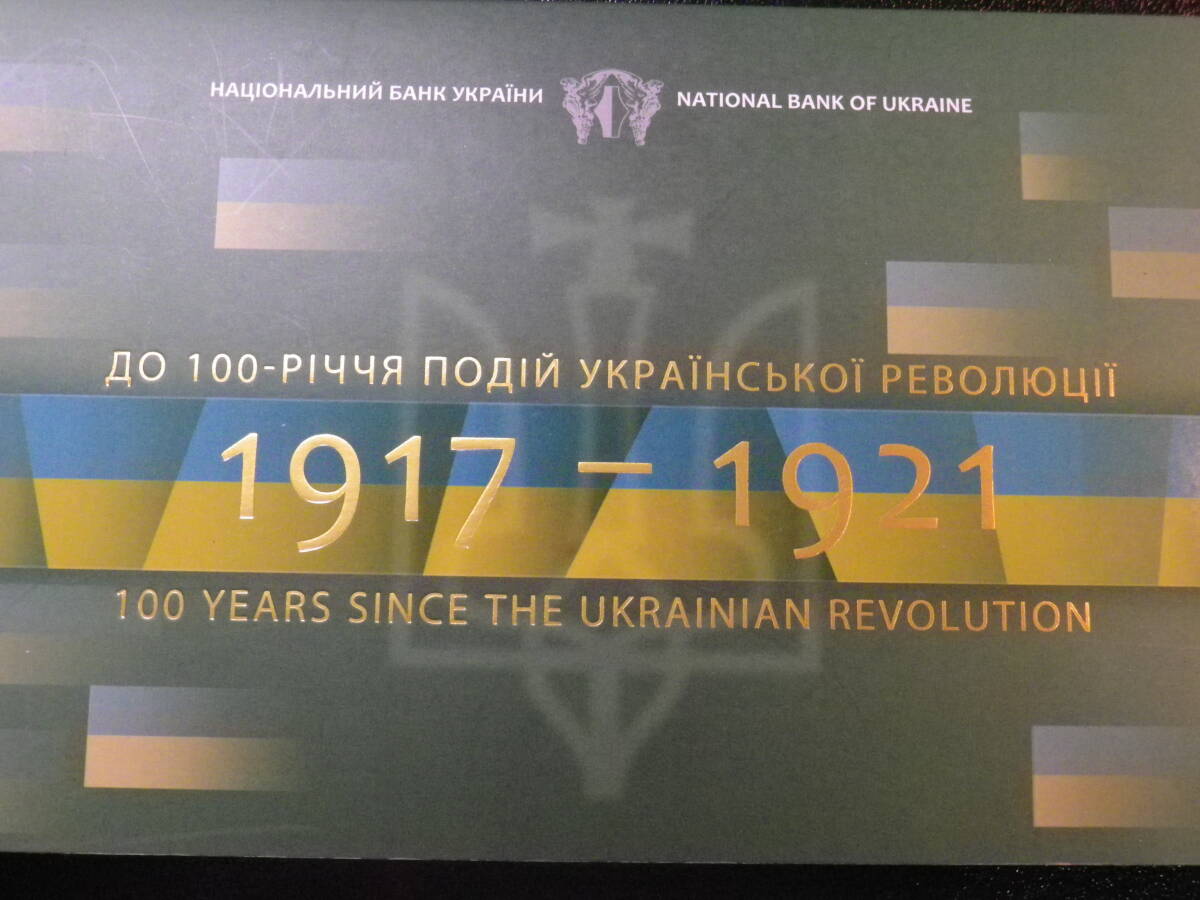 НАЦІОНАЛЬНИЙ БАНК УКРАЇНИ NATIONAL BANK OF UKRAINE
ДО 100-РІЧЧЯ ПОДІЙ УКРАЇНСЬКОЇ РЕВОЛЮЦІЇ
1917 – 1921
100 YEARS SINCE THE UKRAINIAN REVOLUTION